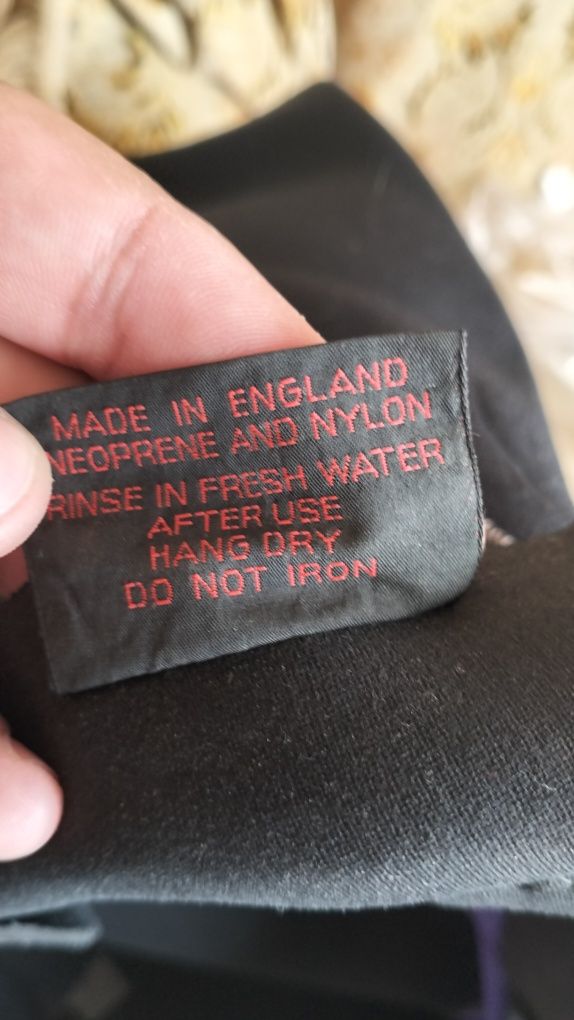 MADE IN ENGLAND
NEOPRENE AND NYLON
RINSE IN FRESH WATER
AFTER USE
HANG DRY
DO NOT IRON